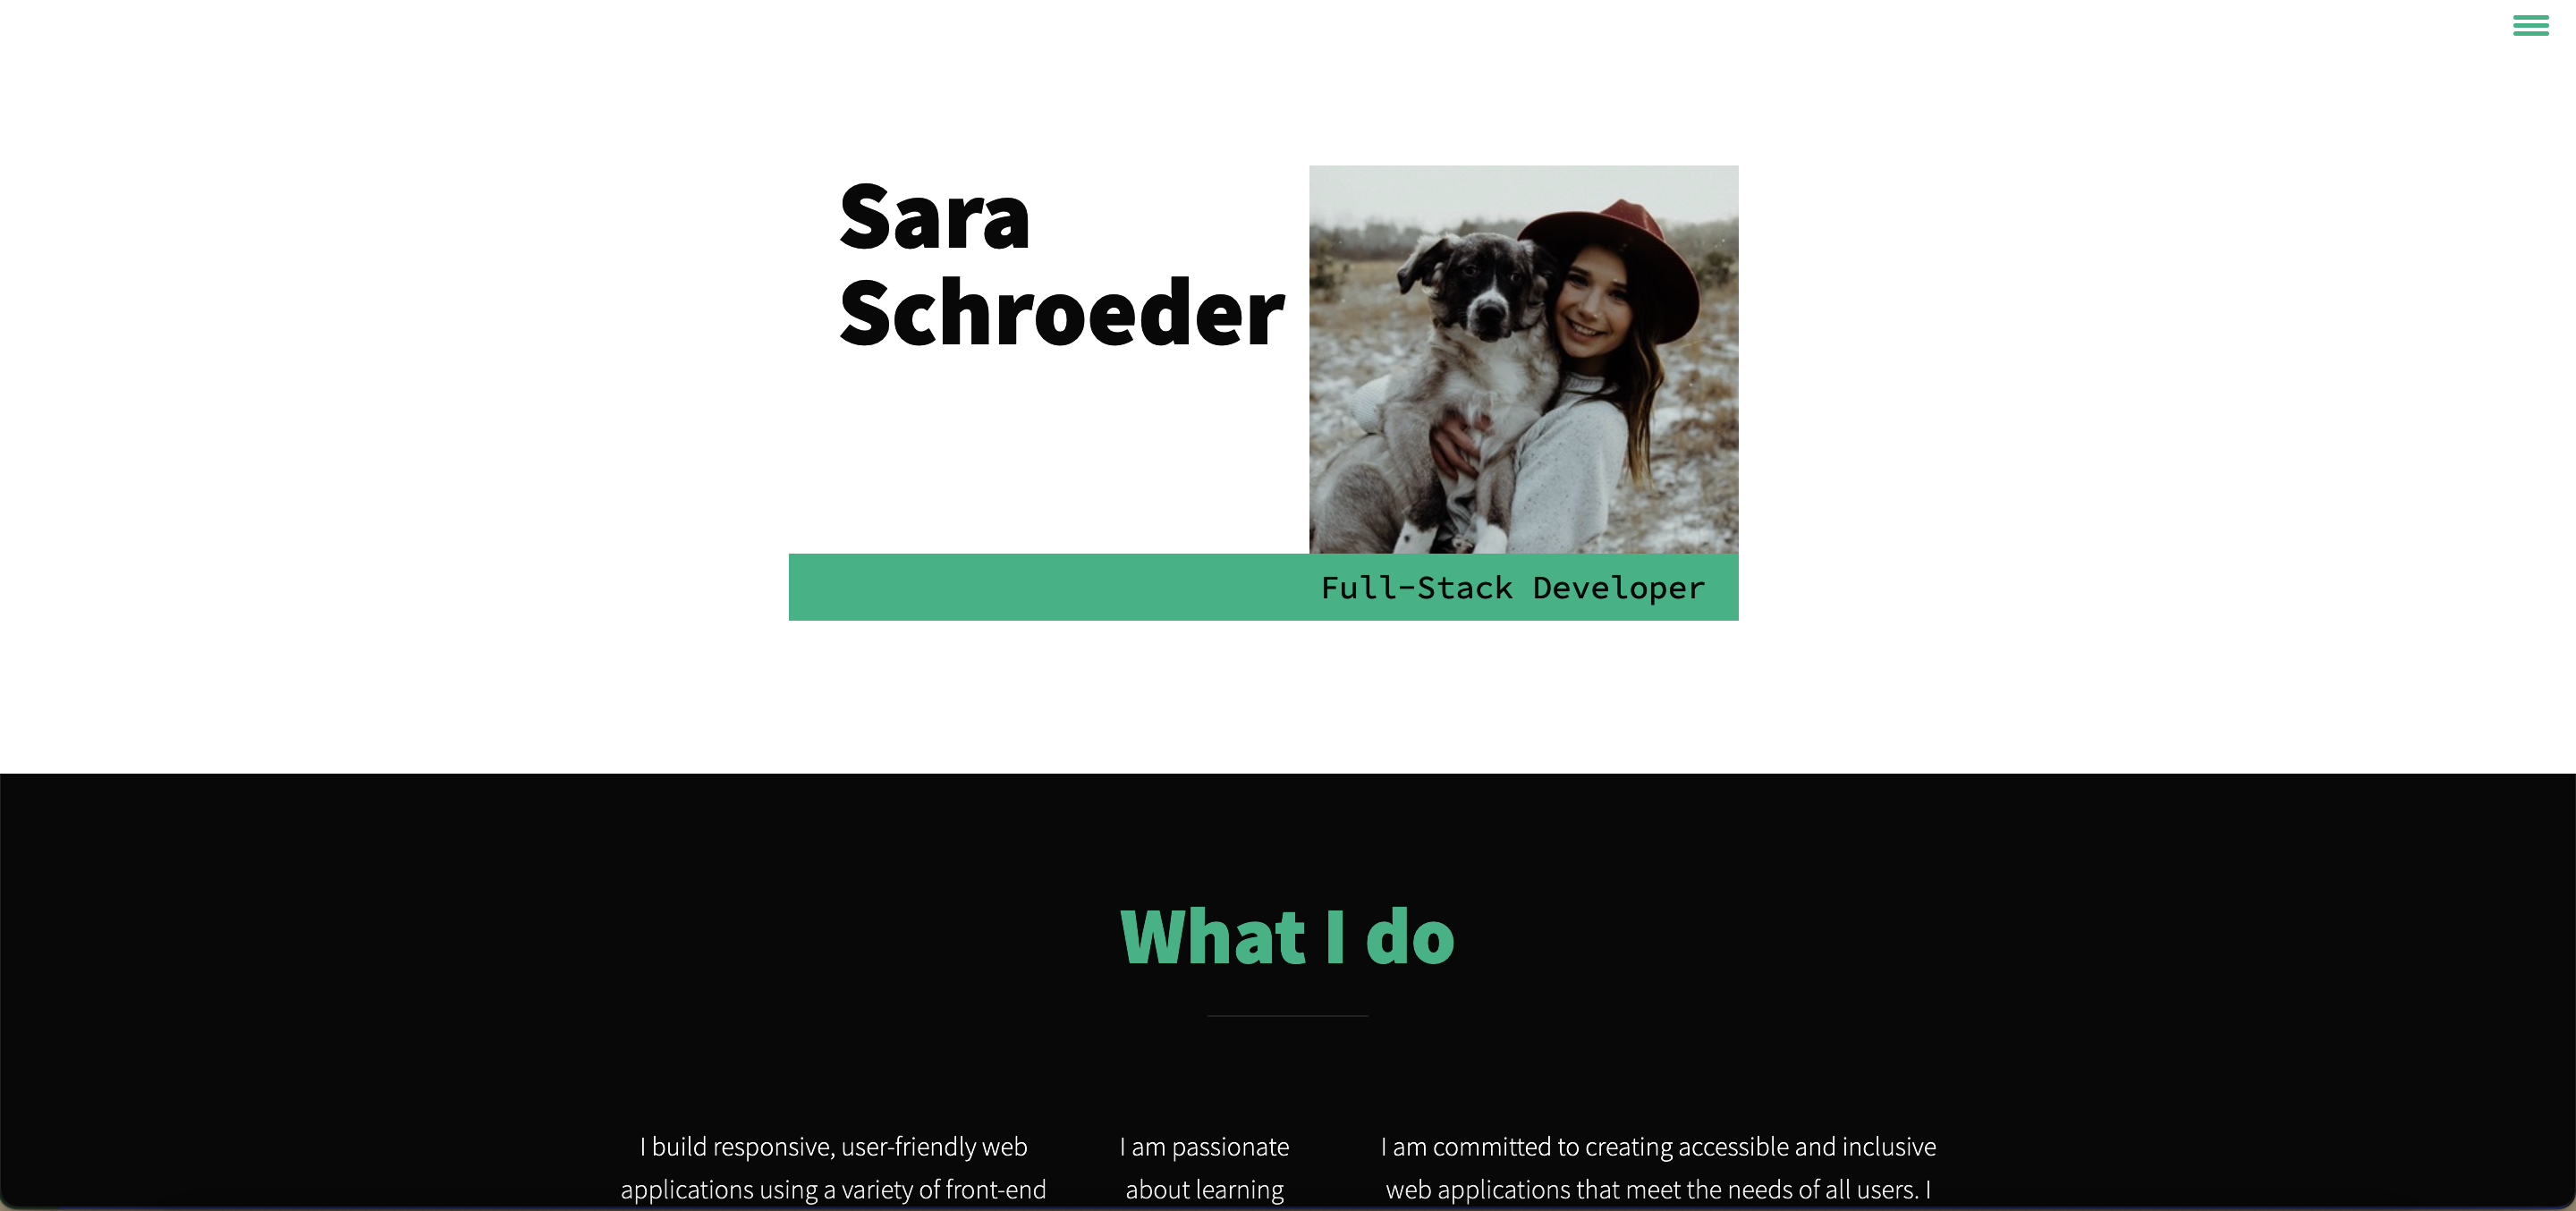 Sara
Schroeder
Full-Stack Developer
What I do
I build responsive, user-friendly web
applications using a variety of front-end
I am passionate
about learning
I am committed to creating accessible and inclusive
web applications that meet the needs of all users. I